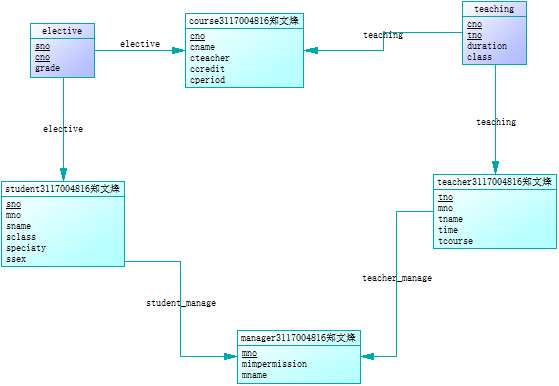 elective
sno
cno
grade
elective
course3117004816郑文烽
cno
cname
cteacher
ccredit
cperiod
teaching
teaching
cno
tno
duration
class
elective
teaching
student3117004816郑文烽
sno
mno
sname
sclass
speciaty
ssex
teacher3117004816郑文烽
tno
mno
tname
time
tcourse
student_manage
teacher_manage
manager3117004816郑文烽
mno
mimpermission
mname